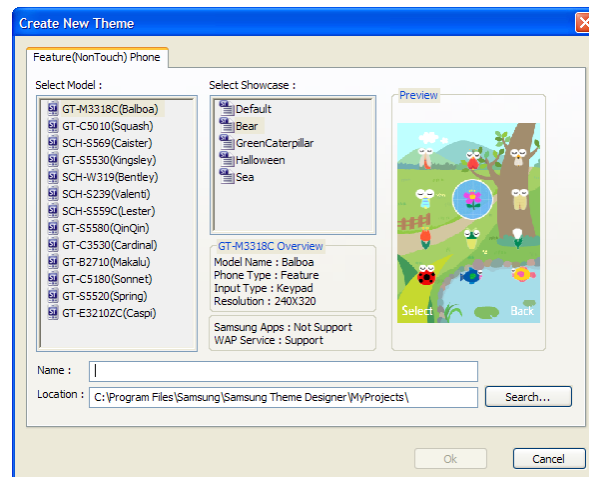 Create New Theme
Feature(NonTouch) Phone
Select Model :
GT-M3318C(Balboa)
GT-C5010(Squash)
SCH-S569(Caister)
GT-S5530(Kingsley)
SCH-W319(Bentley)
SCH-S239(Valenti)
SCH-S559C(Lester)
GT-S5580(QinQin)
GT-C3530(Cardinal)
GT-B2710(Makalu)
GT-C5180(Sonnet)
GT-S5520(Spring)
GT-E3210ZC(Caspi)
Select Showcase :
Default
Bear
GreenCaterpillar
Halloween
Sea
GT-M3318C Overview
Model Name : Balboa
Phone Type : Feature
Input Type : Keypad
Resolution : 240X320
Samsung Apps : Not Support
WAP Service : Support
Preview
Select Back
Name :
Location : C:\Program Files\Samsung\Samsung Theme Designer\MyProjects\ Search...
Ok Cancel